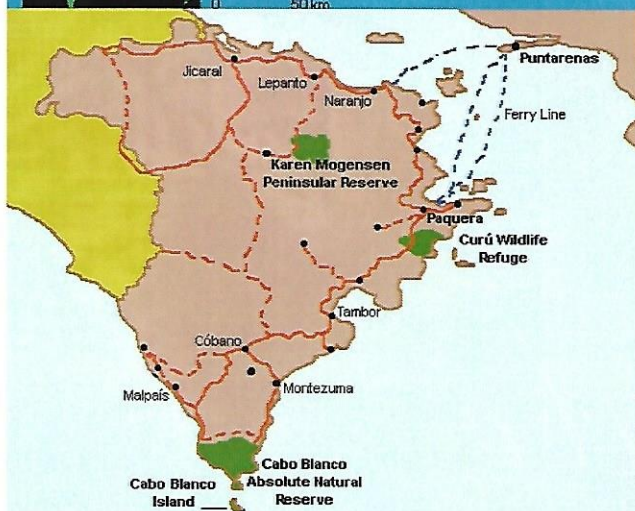 0 50 km
Puntarenas
Jicaral
Lepanto
Naranjo
Ferry Line
Karen Mogensen
Peninsular Reserve
Paquera
Curú Wildlife
Refuge
Tambor
Cóbano
Malpaís
Montezuma
Cabo Blanco
Absolute Natural
Reserve
Cabo Blanco
Island